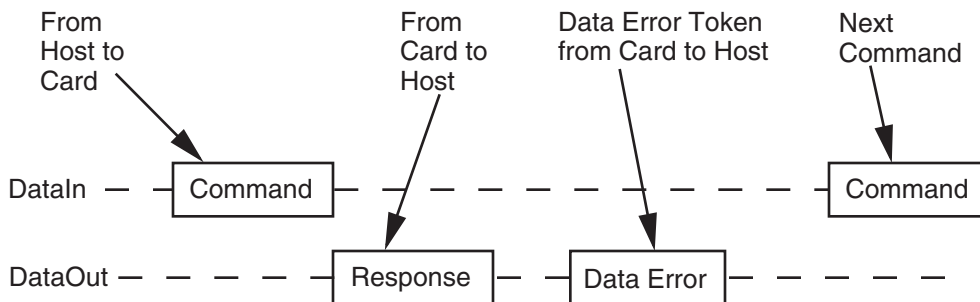 From
Host to
Card
From
Card to
Host
Data Error Token
from Card to Host
Next
Command
DataIn
Command
Command
DataOut
Response
Data Error